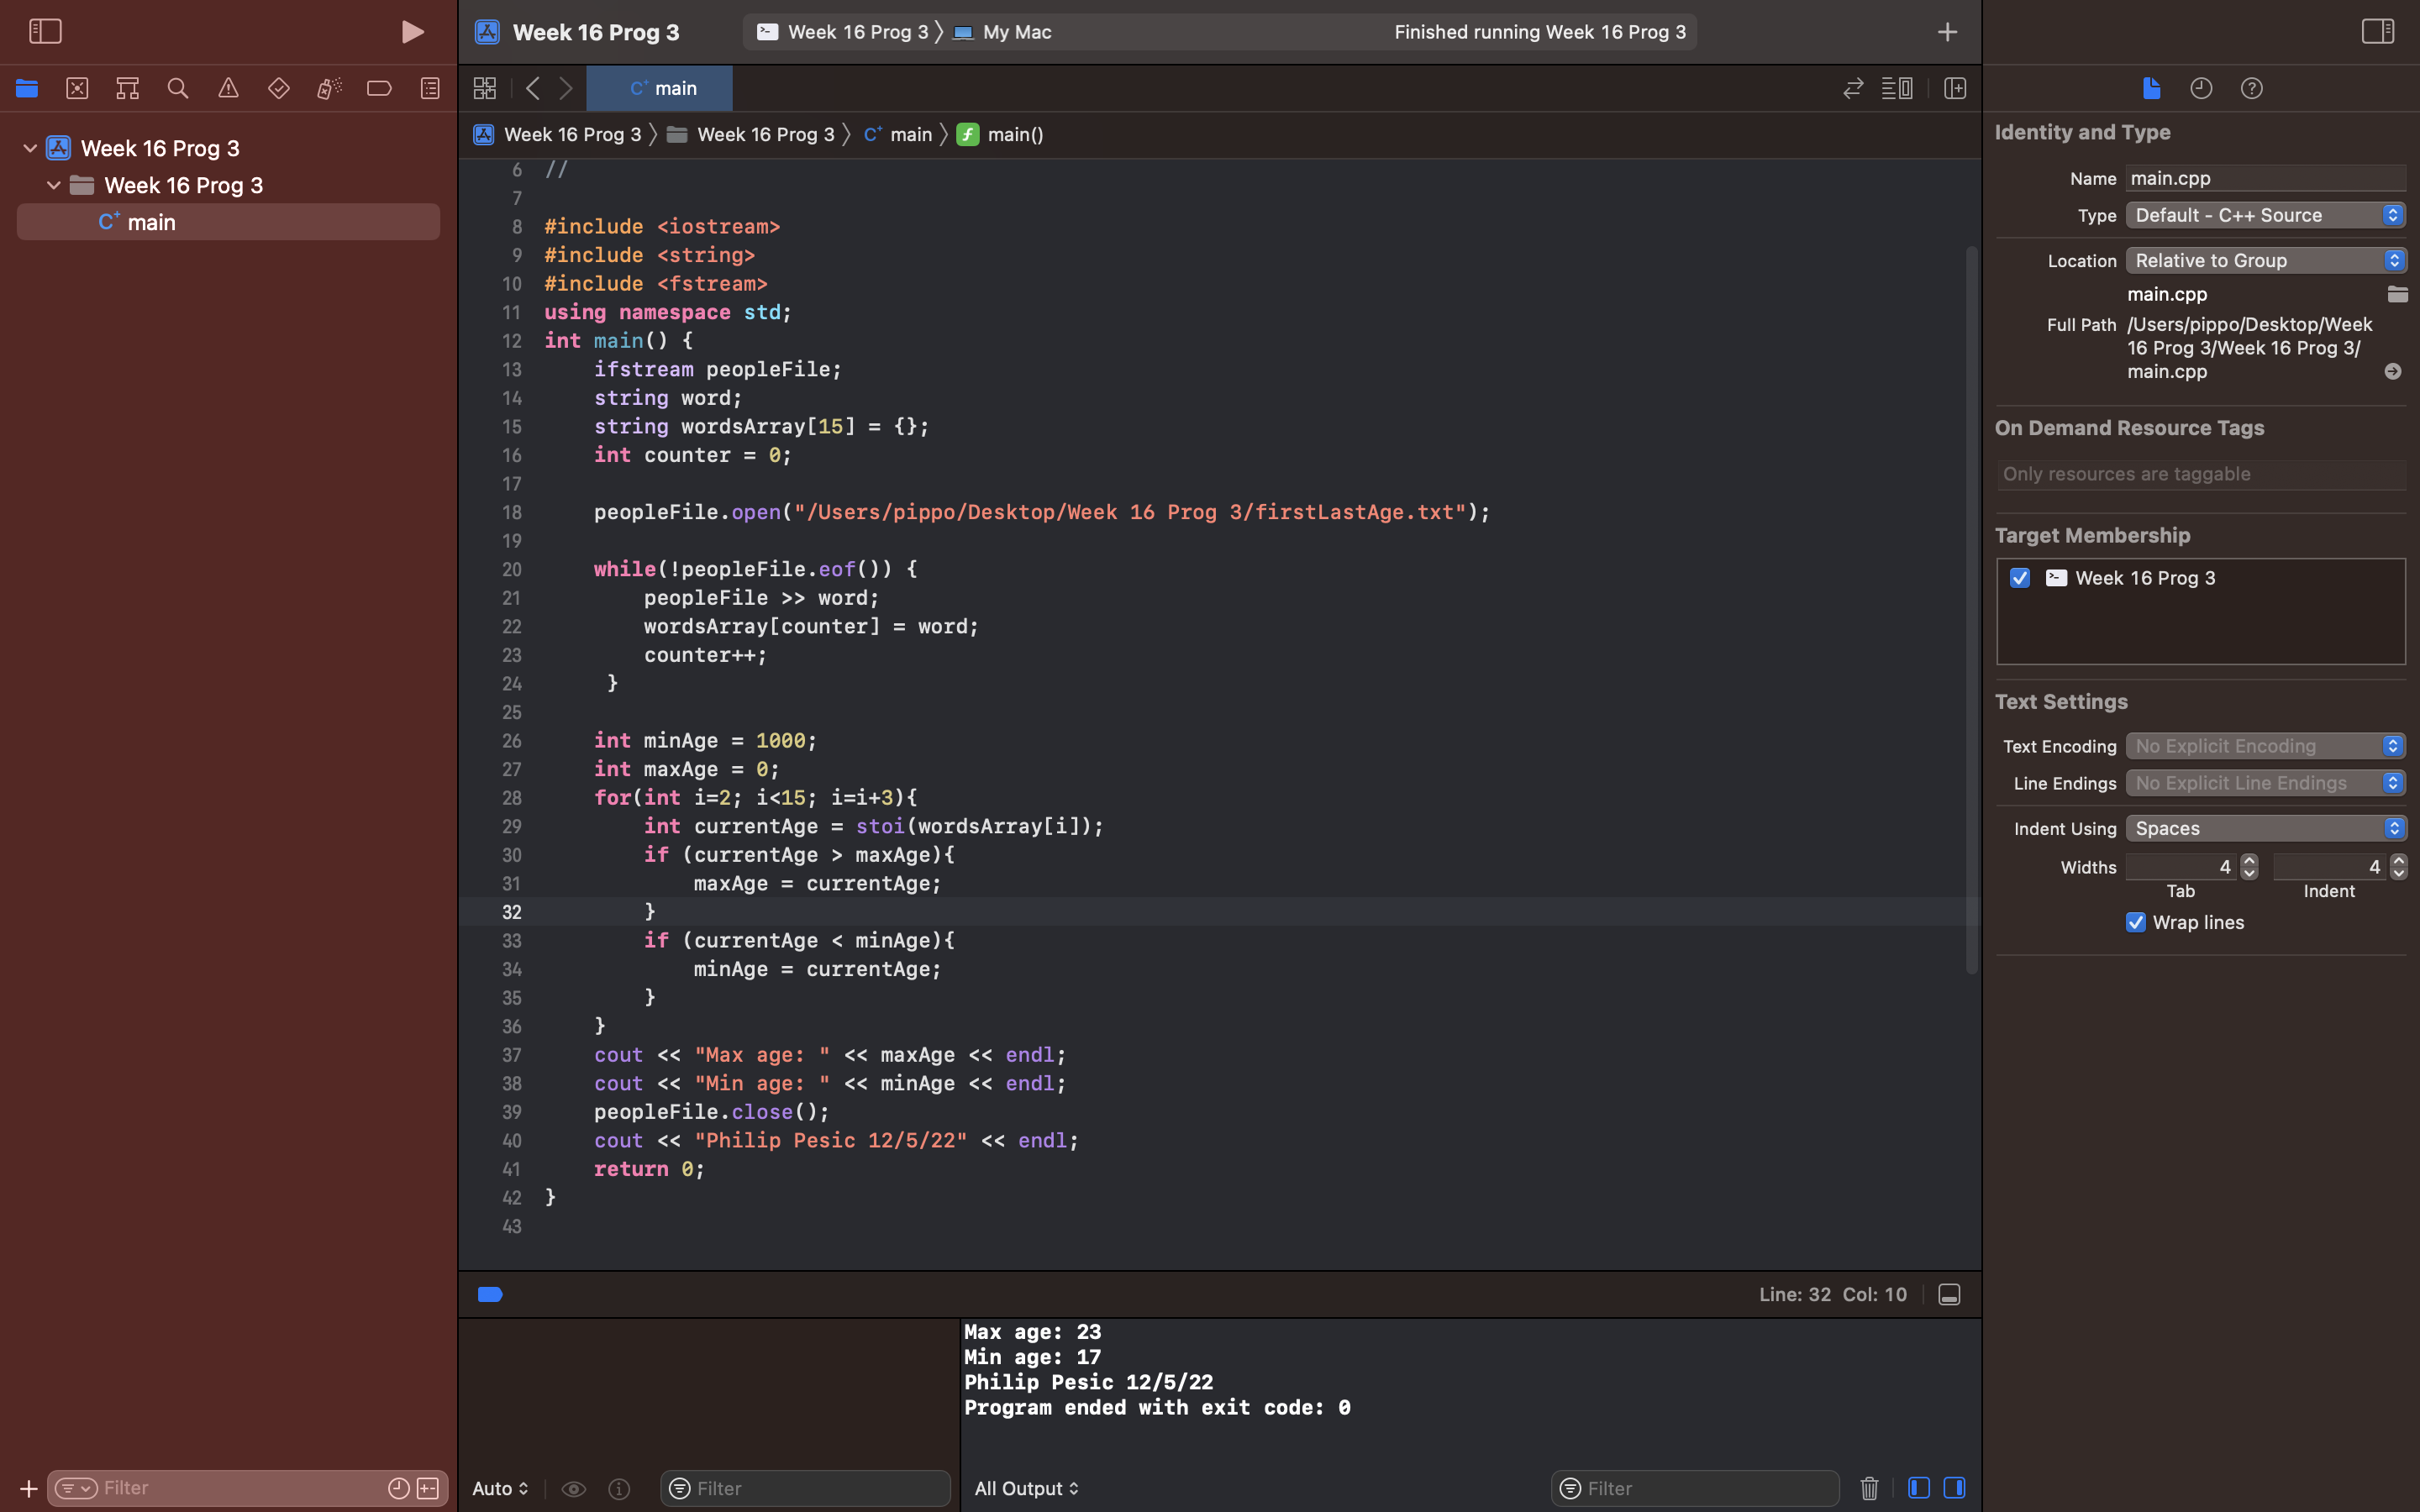 Week 16 Prog 3
Week 16 Prog 3 〉 My Mac
Finished running Week 16 Prog 3
main
Week 16 Prog 3 〉 Week 16 Prog 3 〉 main 〉 main()
Week 16 Prog 3
Week 16 Prog 3
main
6 //
7
8 #include <iostream>
9 #include <string>
10 #include <fstream>
11 using namespace std;
12 int main() {
13     ifstream peopleFile;
14     string word;
15     string wordsArray[15] = {};
16     int counter = 0;
17
18     peopleFile.open("/Users/pippo/Desktop/Week 16 Prog 3/firstLastAge.txt");
19
20     while(!peopleFile.eof()) {
21         peopleFile >> word;
22         wordsArray[counter] = word;
23         counter++;
24      }
25
26     int minAge = 1000;
27     int maxAge = 0;
28     for(int i=2; i<15; i=i+3){
29         int currentAge = stoi(wordsArray[i]);
30         if (currentAge > maxAge){
31             maxAge = currentAge;
32         }
33         if (currentAge < minAge){
34             minAge = currentAge;
35         }
36     }
37     cout << "Max age: " << maxAge << endl;
38     cout << "Min age: " << minAge << endl;
39     peopleFile.close();
40     cout << "Philip Pesic 12/5/22" << endl;
41     return 0;
42 }
43
Line: 32 Col: 10
Max age: 23
Min age: 17
Philip Pesic 12/5/22
Program ended with exit code: 0
Filter
Auto
Filter
All Output
Filter
Identity and Type
Name main.cpp
Type Default - C++ Source
Location Relative to Group
main.cpp
Full Path /Users/pippo/Desktop/Week
16 Prog 3/Week 16 Prog 3/
main.cpp
On Demand Resource Tags
Only resources are taggable
Target Membership
Week 16 Prog 3
Text Settings
Text Encoding No Explicit Encoding
Line Endings No Explicit Line Endings
Indent Using Spaces
Widths 4 4
Tab Indent
Wrap lines